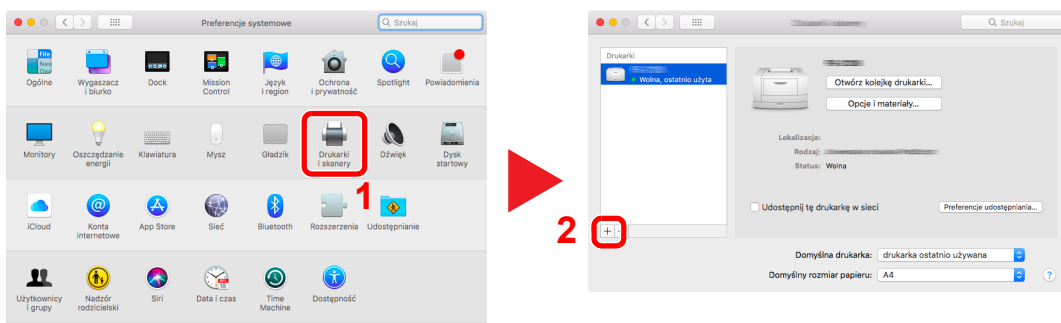 Preferencje systemowe
Szukaj
File
Ogólne
Wygaszacz
i biurko
Dock
Mission
Control
Język
i region
Ochrona
i prywatność
Spotlight
Powiadomienia
Monitory
Oszczędzanie
energii
Klawiatura
Mysz
Gładzik
Drukarki
i skanery
Dźwięk
Dysk
startowy
1
iCloud
Konta
internetowe
App Store
Sieć
Bluetooth
Rozszerzenia
Udostępnianie
Użytkownicy
i grupy
Nadzór
rodzicielski
Siri
Data i czas
Time
Machine
Dostępność
Szukaj
Drukarki
Wolna, ostatnio użyta
Otwórz kolejkę drukarki...
Opcje i materiały...
Lokalizacja:
Rodzaj:
Status: Wolna
Udostępnij tę drukarkę w sieci
Preferencje udostępniania...
2
+ -
Domyślna drukarka: drukarka ostatnio używana
Domyślny rozmiar papieru: A4
?